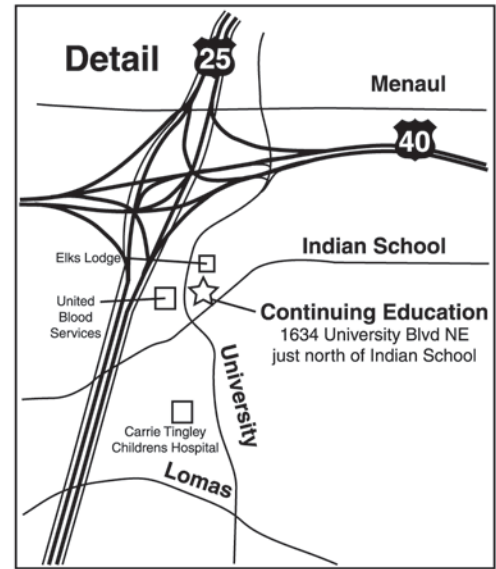 Detail
25
Menaul
40
Indian School
Elks Lodge
United
Blood
Services
Continuing Education
1634 University Blvd NE
just north of Indian School
University
Carrie Tingley
Childrens Hospital
Lomas